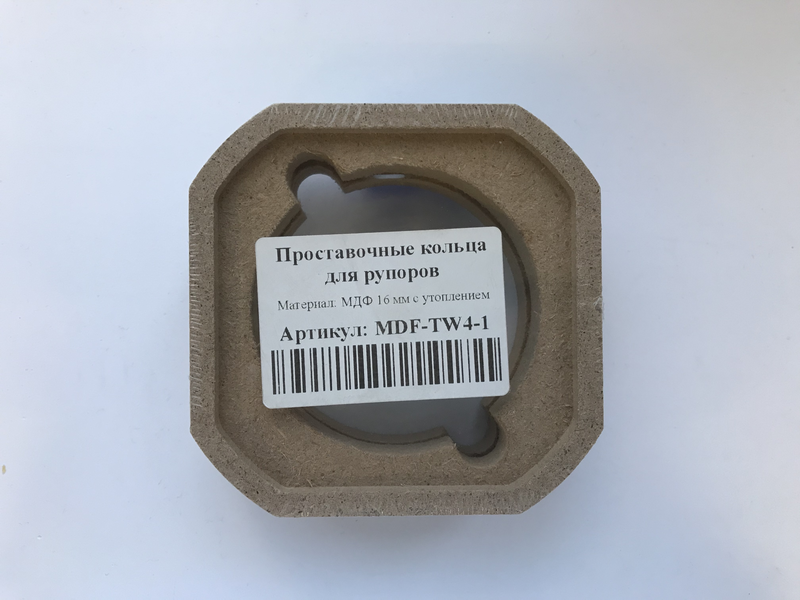 Проставочные кольца
для рупоров
Материал: МДФ 16 мм с утоплением
Артикул: MDF-TW4-1